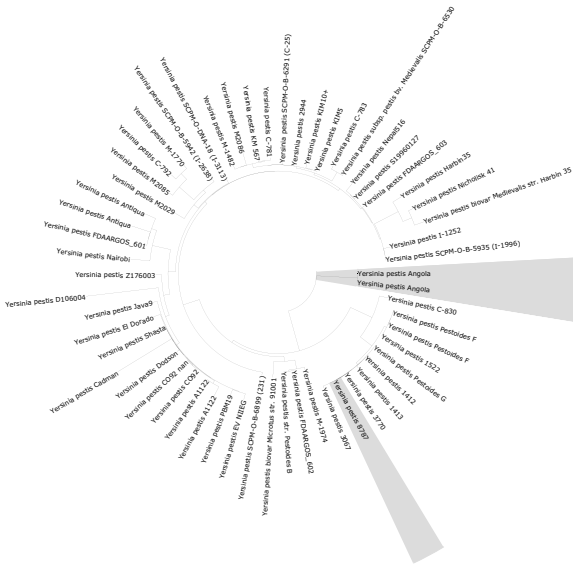 Yersinia pestis SCPM-O-B-6291 (C-25)
Yersinia pestis 2944
Yersinia pestis KIM10+
Yersinia pestis KIM5
Yersinia pestis C-783
Yersinia pestis subsp. pestis bv. Medievalis SCPM-O-B-6530
Yersinia pestis Nepal516
Yersinia pestis S19960127
Yersinia pestis FDAARGOS_603
Yersinia pestis Harbin35
Yersinia pestis Nicholisk 41
Yersinia pestis biovar Medievalis str. Harbin 35
Yersinia pestis I-1252
Yersinia pestis SCPM-O-B-5935 (I-1996)
Yersinia pestis Angola
Yersinia pestis Angola
Yersinia pestis C-830
Yersinia pestis Pestoides F
Yersinia pestis Pestoides F
Yersinia pestis Pestoides G
Yersinia pestis 1522
Yersinia pestis 1412
Yersinia pestis 1413
Yersinia pestis 3770
Yersinia pestis 8787
Yersinia pestis 3067
Yersinia pestis M-1974
Yersinia pestis FDAARGOS_602
Yersinia pestis str. Pestoides B
Yersinia pestis biovar Microtus str. 91001
Yersinia pestis SCPM-O-B-6899 (231)
Yersinia pestis EV NIIEG
Yersinia pestis PBM19
Yersinia pestis A1122
Yersinia pestis A1122
Yersinia pestis CO92
Yersinia pestis CO92 nan
Yersinia pestis Dodson
Yersinia pestis Cadman
Yersinia pestis Shasta
Yersinia pestis El Dorado
Yersinia pestis Java9
Yersinia pestis D106004
Yersinia pestis Z176003
Yersinia pestis Nairobi
Yersinia pestis FDAARGOS_601
Yersinia pestis Antiqua
Yersinia pestis Antiqua
Yersinia pestis M2029
Yersinia pestis M2085
Yersinia pestis C-792
Yersinia pestis M-1770
Yersinia pestis SCPM-O-B-5942 (I-2638)
Yersinia pestis SCPM-O-DNA-18 (I-3113)
Yersinia pestis M-1482
Yersinia pestis M2086
Yersinia pestis KM 567
Yersinia pestis C-781